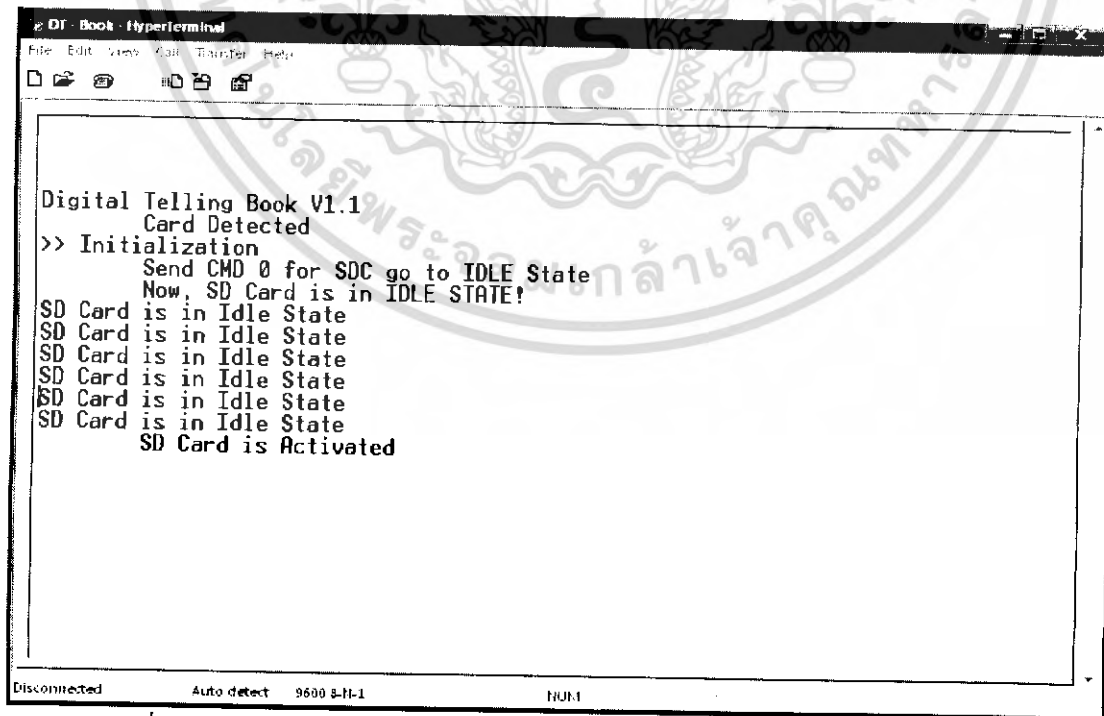 DT - Book - HyperTerminal
File Edit View Call Transfer Help
Digital Telling Book V1.1
Card Detected
>> Initialization
Send CMD 0 for SDC go to IDLE State
Now, SD Card is in IDLE STATE!
SD Card is in Idle State
SD Card is in Idle State
SD Card is in Idle State
SD Card is in Idle State
SD Card is in Idle State
SD Card is in Idle State
SD Card is Activated
Disconnected Auto detect 9600 8-N-1 NUM